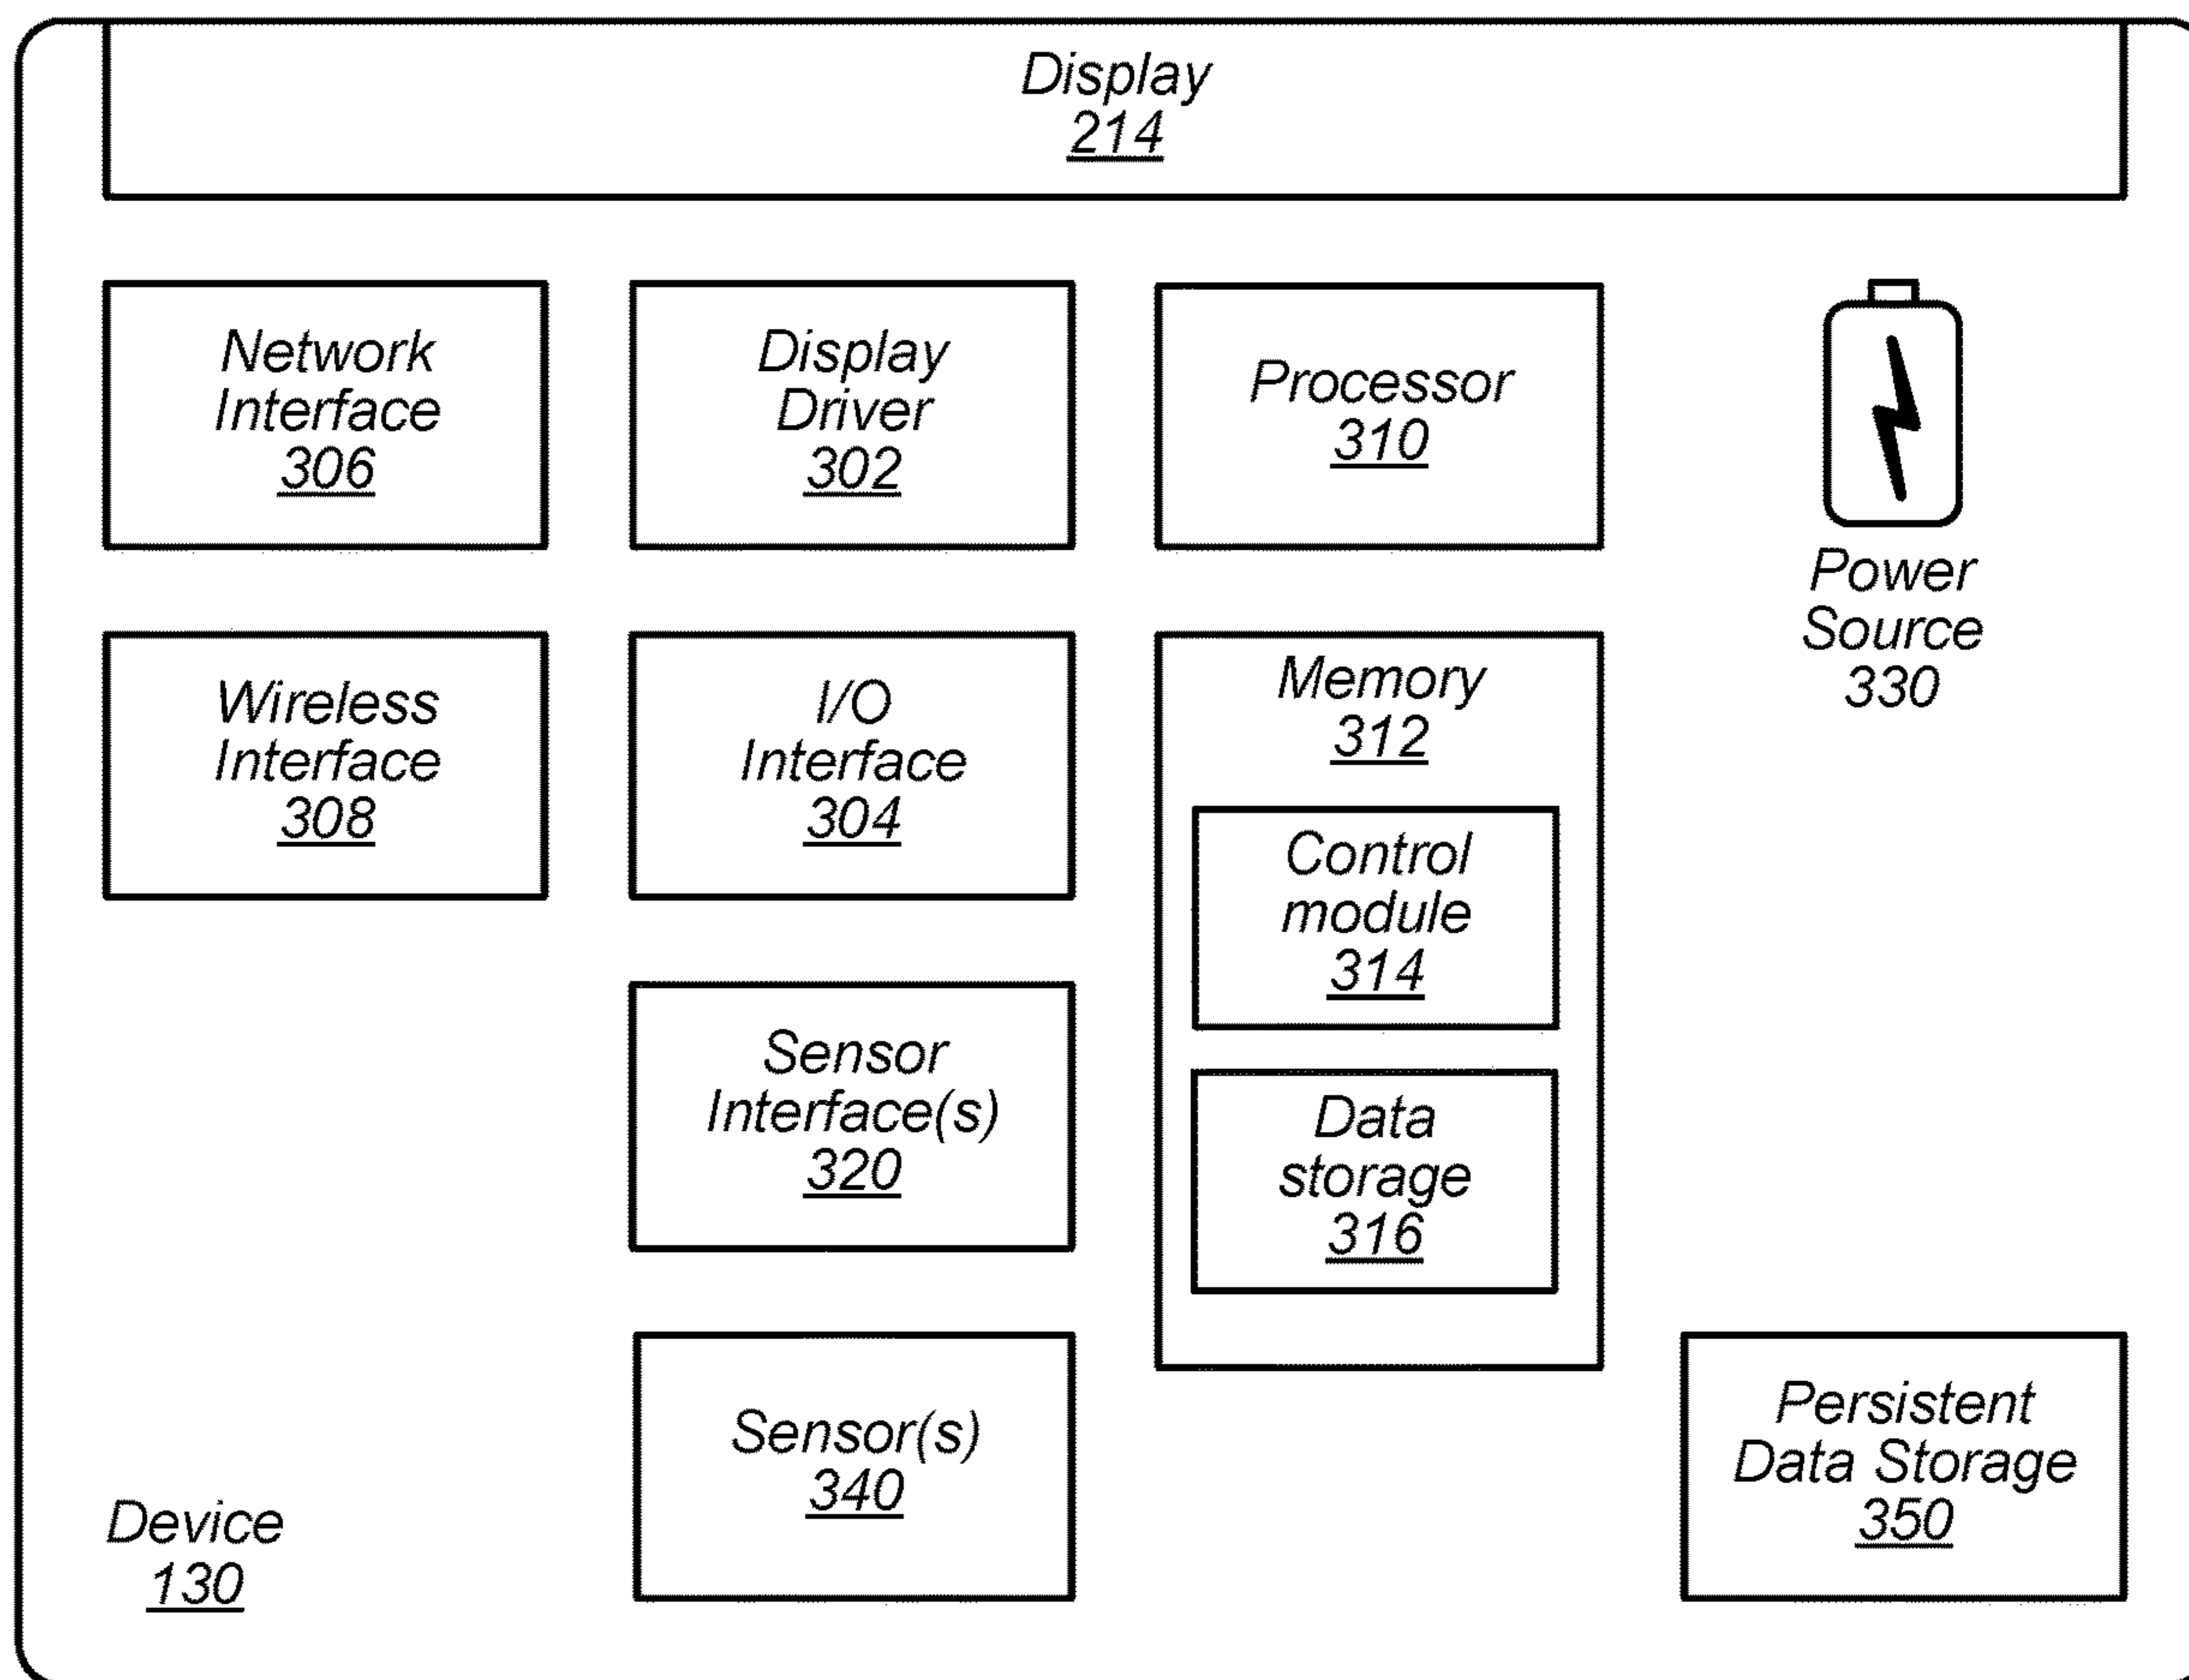 Display
214
Network
Interface
306
Display
Driver
302
Processor
310
Power
Source
330
Wireless
Interface
308
I/O
Interface
304
Memory
312
Control
module
314
Data
storage
316
Sensor
Interface(s)
320
Sensor(s)
340
Persistent
Data Storage
350
Device
130